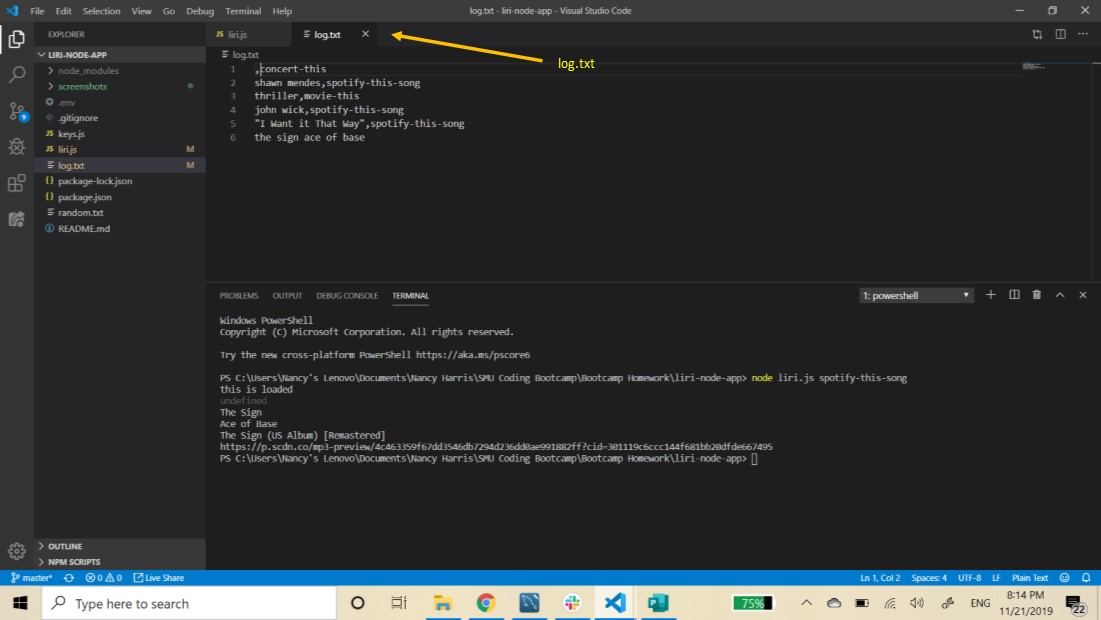 File Edit Selection View Go Debug Terminal Help
log.txt - liri-node-app - Visual Studio Code
EXPLORER
LIRI-NODE-APP
node_modules
screenshots
.env
.gitignore
JS keys.js
JS liri.js M
log.txt M
{} package-lock.json
{} package.json
random.txt
README.md
OUTLINE
NPM SCRIPTS
JS liri.js
log.txt
log.txt
log.txt
1 ,concert-this
2 shawn mendes,spotify-this-song
3 thriller,movie-this
4 john wick,spotify-this-song
5 "I Want it That Way",spotify-this-song
6 the sign ace of base
PROBLEMS OUTPUT DEBUG CONSOLE TERMINAL
1: powershell
Windows PowerShell
Copyright (C) Microsoft Corporation. All rights reserved.
Try the new cross-platform PowerShell https://aka.ms/pscore6
PS C:\Users\Nancy's Lenovo\Documents\Nancy Harris\SMU Coding Bootcamp\Bootcamp Homework\liri-node-app> node liri.js spotify-this-song
this is loaded
undefined
The Sign
Ace of Base
The Sign (US Album) [Remastered]
https://p.scdn.co/mp3-preview/4c463359f67dd3546db7294d236dd0ae991882ff?cid=301119c6ccc144f681bb20dfde667495
PS C:\Users\Nancy's Lenovo\Documents\Nancy Harris\SMU Coding Bootcamp\Bootcamp Homework\liri-node-app>
master* 0 0 Live Share
Ln 1, Col 2 Spaces: 4 UTF-8 LF Plain Text
Type here to search
75%
ENG
8:14 PM
11/21/2019
22
9